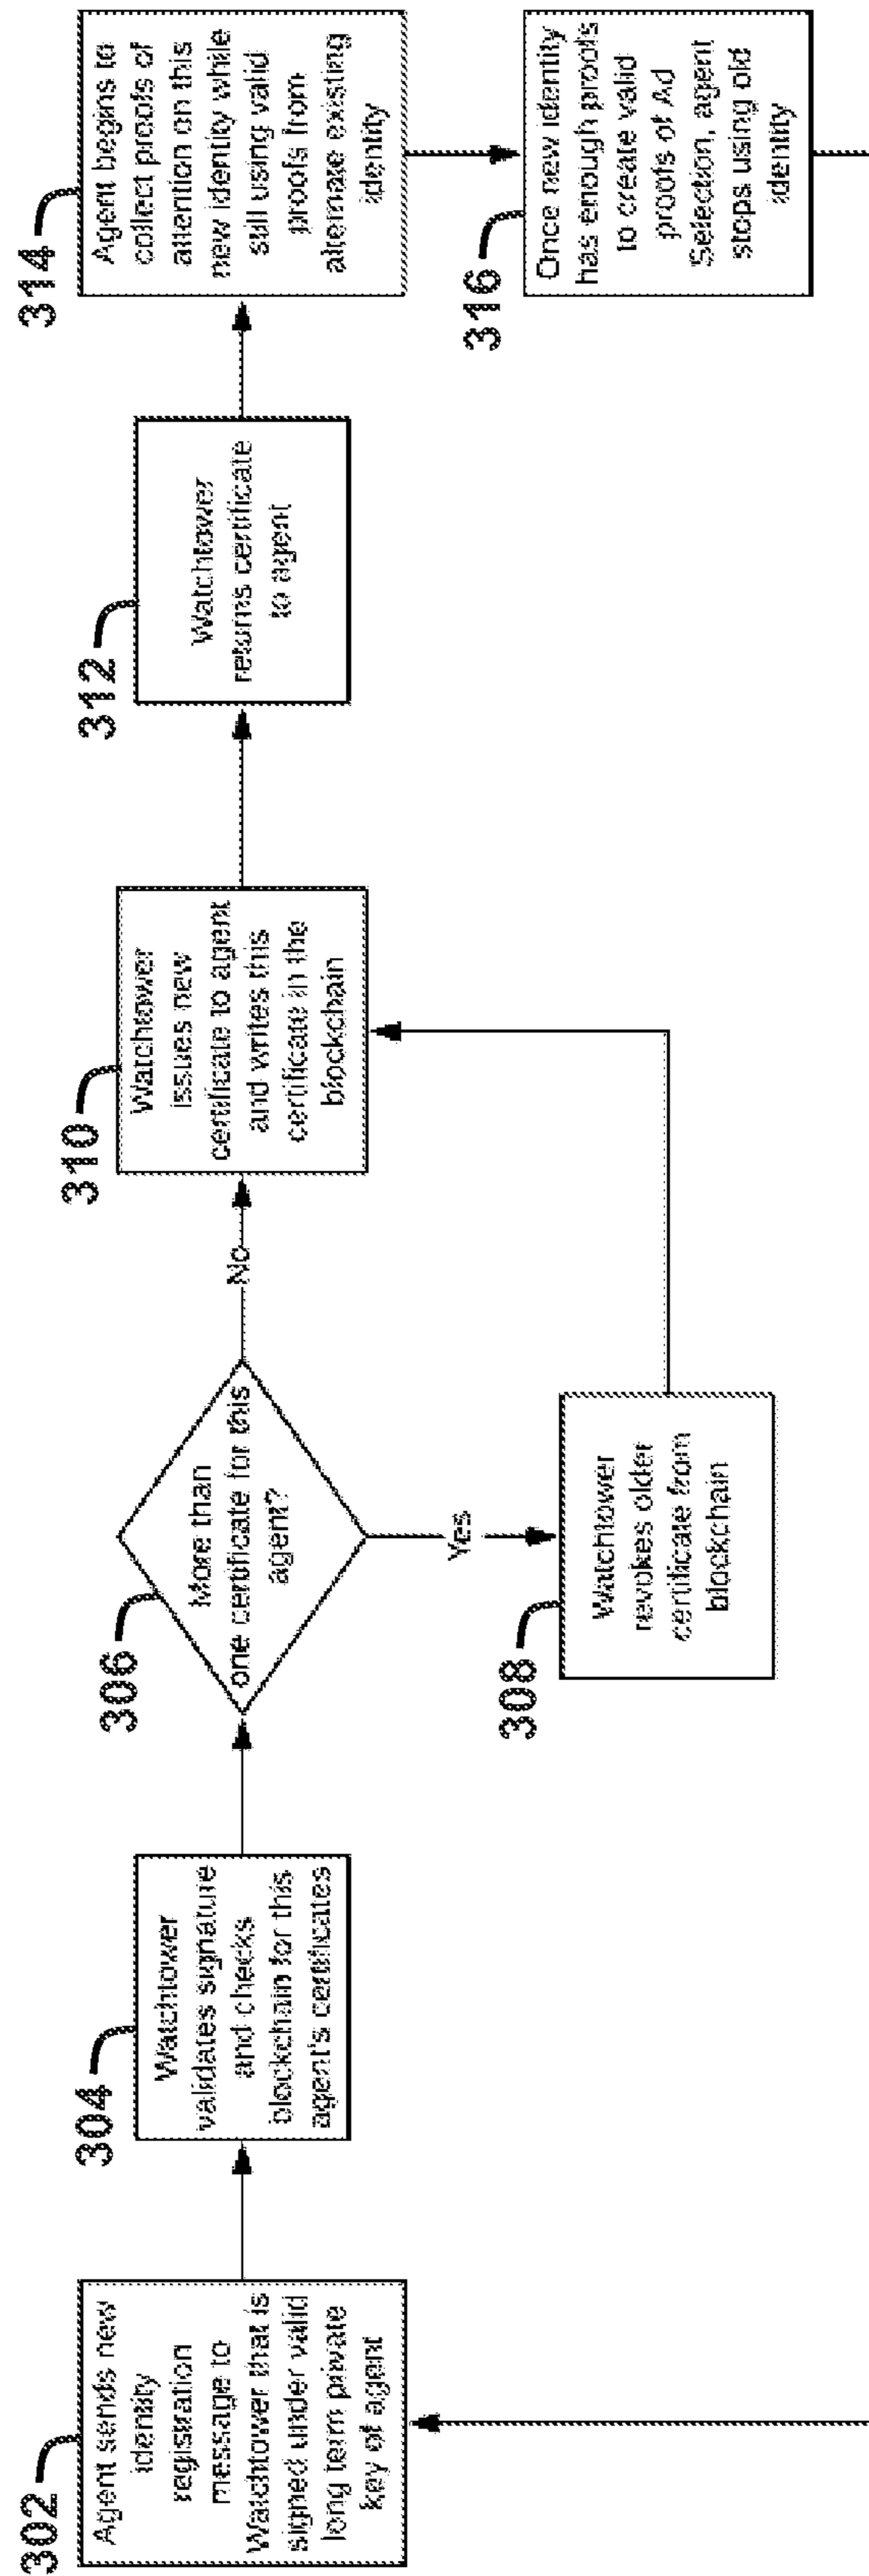 302
Agent sends new
identity
registration
message to
Watchtower that is
signed under valid
long term private
key of agent
304
Watchtower
validates signature
and checks
blockchain for this
agent's certificates
306
More than
one certificate for this
agent?
No
Yes
308
Watchtower
revokes older
certificate from
blockchain
310
Watchtower
issues new
certificate to agent
and writes this
certificate in the
blockchain
312
Watchtower
returns certificate
to agent
314
Agent begins to
collect proofs of
attention on this
new identity while
still using valid
proofs from
alternate existing
identity
316
Once new identity
has enough proofs
to create valid
proofs of Ad
Selection, agent
stops using old
identity